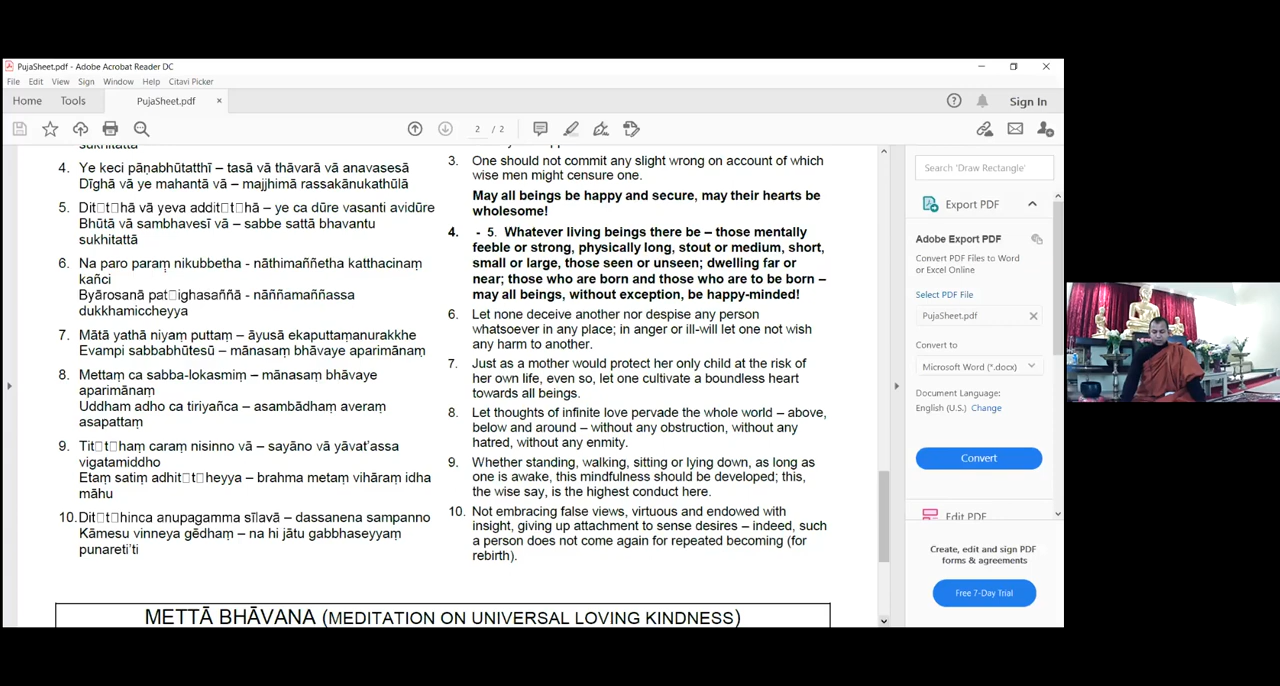 PujaSheet.pdf - Adobe Acrobat Reader DC
File Edit View Sign Window Help Citavi Picker
Home Tools PujaSheet.pdf × Sign In
2 / 2
sukhitattā
4. Ye keci pāṇabhūtatthī – tasā vā thāvarā vā anavasesā
Dīghā vā ye mahantā vā – majjhimā rassakānukathūlā
5. Dit□t□hā vā yeva addit□t□hā – ye ca dūre vasanti avidūre
Bhūtā vā sambhavesī vā – sabbe sattā bhavantu
sukhitattā
6. Na paro paraṃ nikubbetha - nāthimaññetha katthacinaṃ
kañci
Byārosanā pat□ighasaññā - nāññamaññassa
dukkhamiccheyya
7. Mātā yathā niyaṃ puttaṃ – āyusā ekaputtamanurakkhe
Evampi sabbabhūtesū – mānasaṃ bhāvaye aparimānaṃ
8. Mettaṃ ca sabba-lokasmiṃ – mānasaṃ bhāvaye
aparimānaṃ
Uddham adho ca tiriyañca – asambādhaṃ averaṃ
asapattaṃ
9. Tit□t□haṃ caraṃ nisinno vā – sayāno vā yāvat’assa
vigatamiddho
Etaṃ satiṃ adhit□t□heyya – brahma metaṃ vihāraṃ idha
māhu
10. Dit□t□hinca anupagamma sīlavā – dassanena sampanno
Kāmesu vinneya gēdhaṃ – na hi jātu gabbhaseyyaṃ
punareti’ti
3. One should not commit any slight wrong on account of which
wise men might censure one.
May all beings be happy and secure, may their hearts be
wholesome!
4. - 5. Whatever living beings there be – those mentally
feeble or strong, physically long, stout or medium, short,
small or large, those seen or unseen; dwelling far or
near; those who are born and those who are to be born –
may all beings, without exception, be happy-minded!
6. Let none deceive another nor despise any person
whatsoever in any place; in anger or ill-will let one not wish
any harm to another.
7. Just as a mother would protect her only child at the risk of
her own life, even so, let one cultivate a boundless heart
towards all beings.
8. Let thoughts of infinite love pervade the whole world – above,
below and around – without any obstruction, without any
hatred, without any enmity.
9. Whether standing, walking, sitting or lying down, as long as
one is awake, this mindfulness should be developed; this,
the wise say, is the highest conduct here.
10. Not embracing false views, virtuous and endowed with
insight, giving up attachment to sense desires – indeed, such
a person does not come again for repeated becoming (for
rebirth).
METTĀ BHĀVANA (MEDITATION ON UNIVERSAL LOVING KINDNESS)
Search 'Draw Rectangle'
Export PDF
Adobe Export PDF
Convert PDF Files to Word
or Excel Online
Select PDF File
PujaSheet.pdf ×
Convert to
Microsoft Word (*.docx)
Document Language:
English (U.S.) Change
Convert
Edit PDF
Create, edit and sign PDF
forms & agreements
Free 7-Day Trial